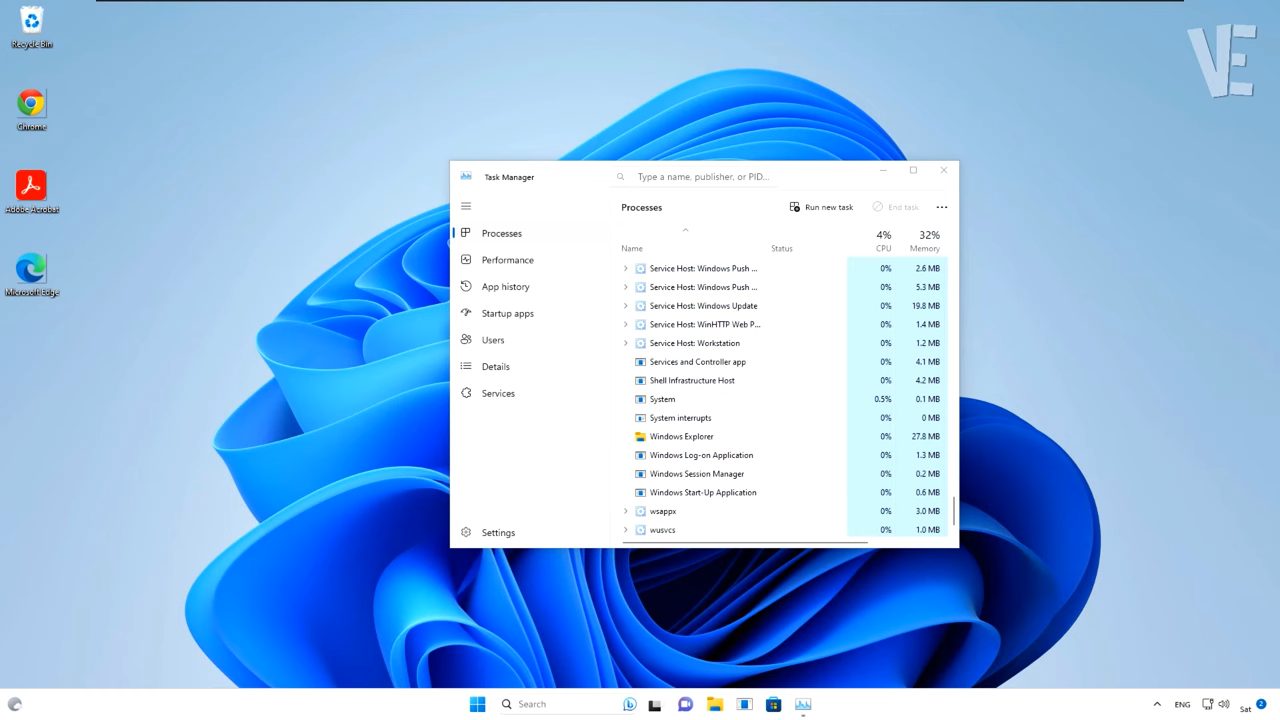 Recycle Bin
Chrome
Adobe Acrobat
Microsoft Edge
VE
Task Manager
Type a name, publisher, or PID...
Processes
Run new task
End task
4%
32%
Name
Status
CPU
Memory
Processes
Performance
App history
Startup apps
Users
Details
Services
Settings
Service Host: Windows Push ... 0% 2.6 MB
Service Host: Windows Push ... 0% 5.3 MB
Service Host: Windows Update 0% 19.8 MB
Service Host: WinHTTP Web P... 0% 1.4 MB
Service Host: Workstation 0% 1.2 MB
Services and Controller app 0% 4.1 MB
Shell Infrastructure Host 0% 4.2 MB
System 0.5% 0.1 MB
System interrupts 0% 0 MB
Windows Explorer 0% 27.8 MB
Windows Log-on Application 0% 1.3 MB
Windows Session Manager 0% 0.2 MB
Windows Start-Up Application 0% 0.6 MB
wsappx 0% 3.0 MB
wusvcs 0% 1.0 MB
Search
ENG
Sat
2